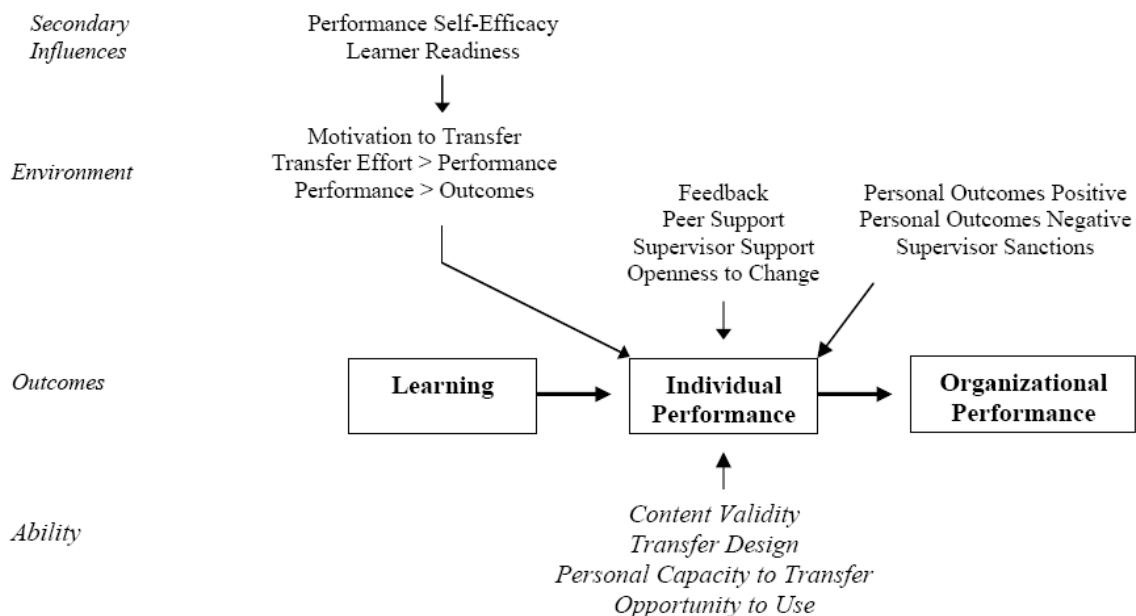 Secondary
Influences
Performance Self-Efficacy
Learner Readiness
Environment
Motivation to Transfer
Transfer Effort > Performance
Performance > Outcomes
Feedback
Peer Support
Supervisor Support
Openness to Change
Personal Outcomes Positive
Personal Outcomes Negative
Supervisor Sanctions
Outcomes
Learning
Individual
Performance
Organizational
Performance
Ability
Content Validity
Transfer Design
Personal Capacity to Transfer
Opportunity to Use